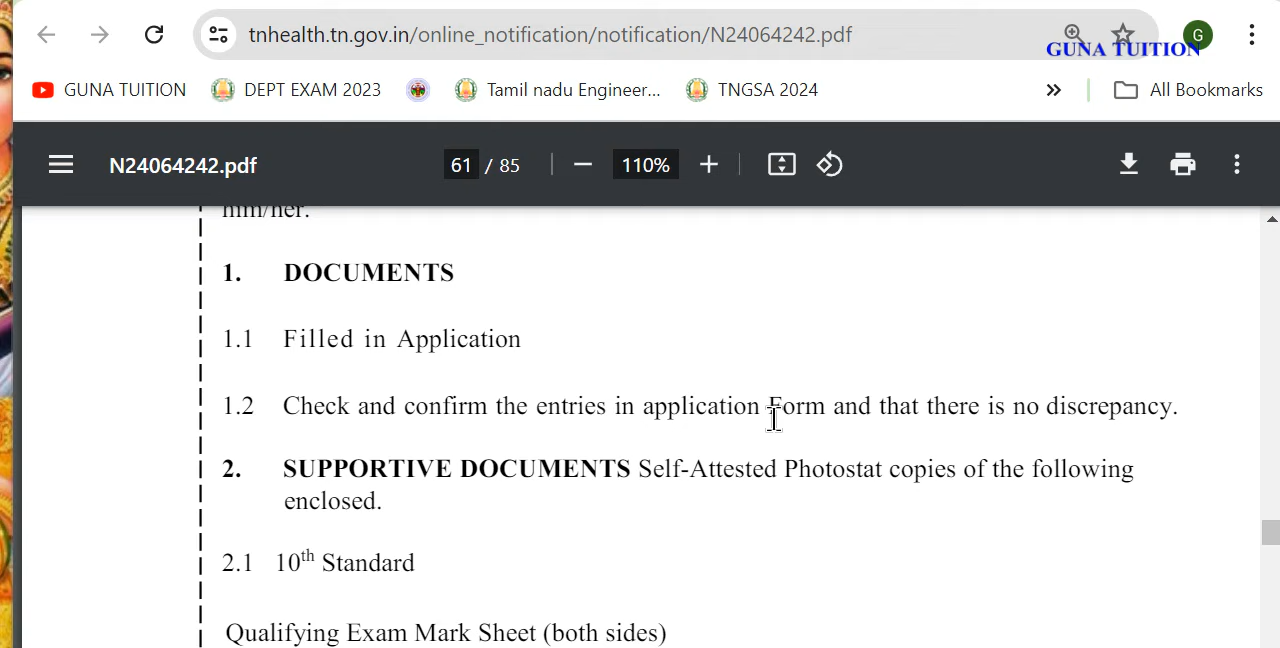 tnhealth.tn.gov.in/online_notification/notification/N24064242.pdf
G
GUNA TUITION
GUNA TUITION
DEPT EXAM 2023
Tamil nadu Engineer...
TNGSA 2024
All Bookmarks
N24064242.pdf
61 / 85
110%
him/her.
1. DOCUMENTS
1.1 Filled in Application
1.2 Check and confirm the entries in application Form and that there is no discrepancy.
2. SUPPORTIVE DOCUMENTS Self-Attested Photostat copies of the following
enclosed.
2.1 10th Standard
Qualifying Exam Mark Sheet (both sides)